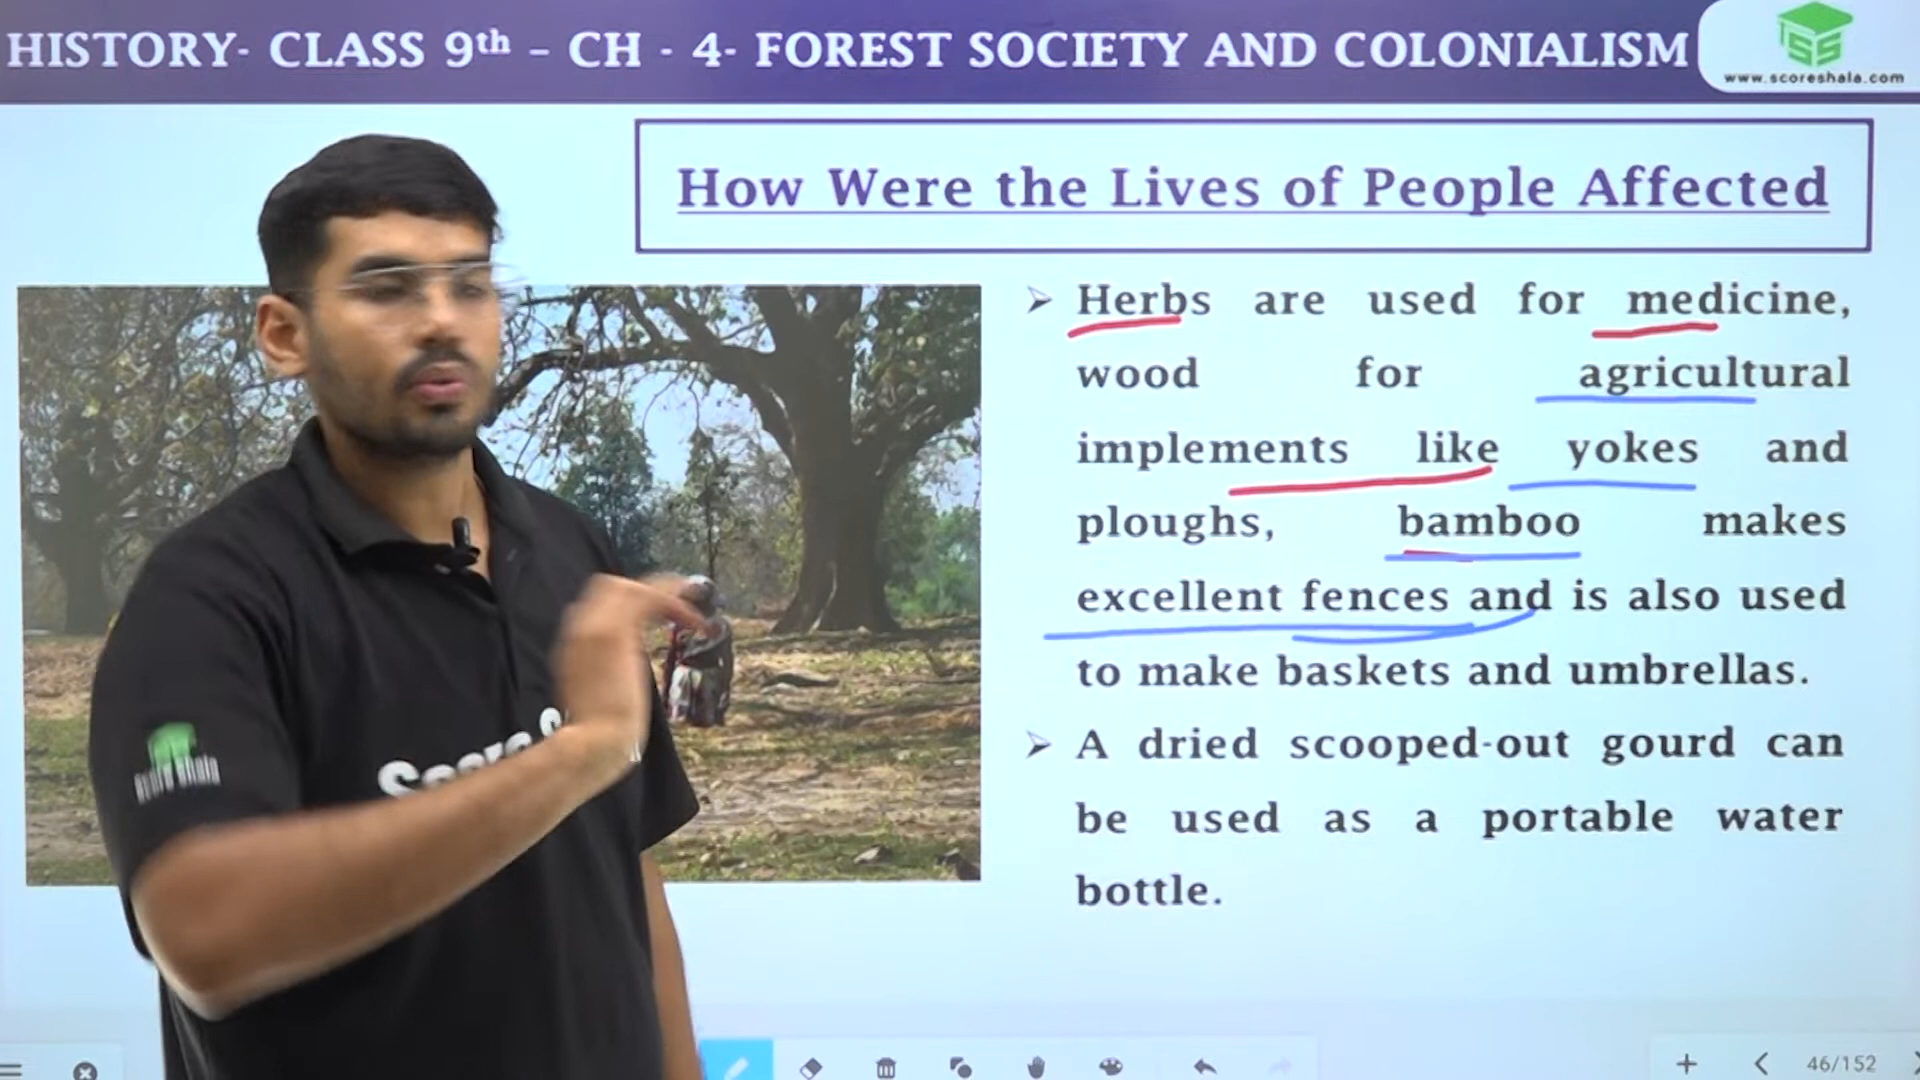 HISTORY- CLASS 9th – CH - 4- FOREST SOCIETY AND COLONIALISM
SS
www.scoreshala.com
How Were the Lives of People Affected
➢ Herbs are used for medicine,
wood for agricultural
implements like yokes and
ploughs, bamboo makes
excellent fences and is also used
to make baskets and umbrellas.
➢ A dried scooped-out gourd can
be used as a portable water
bottle.
46/152